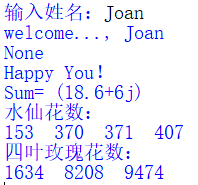 输入姓名：Joan
welcome..., Joan
None
Happy You!
Sum= (18.6+6j)
水仙花数：
153  370  371  407
四叶玫瑰花数：
1634  8208  9474